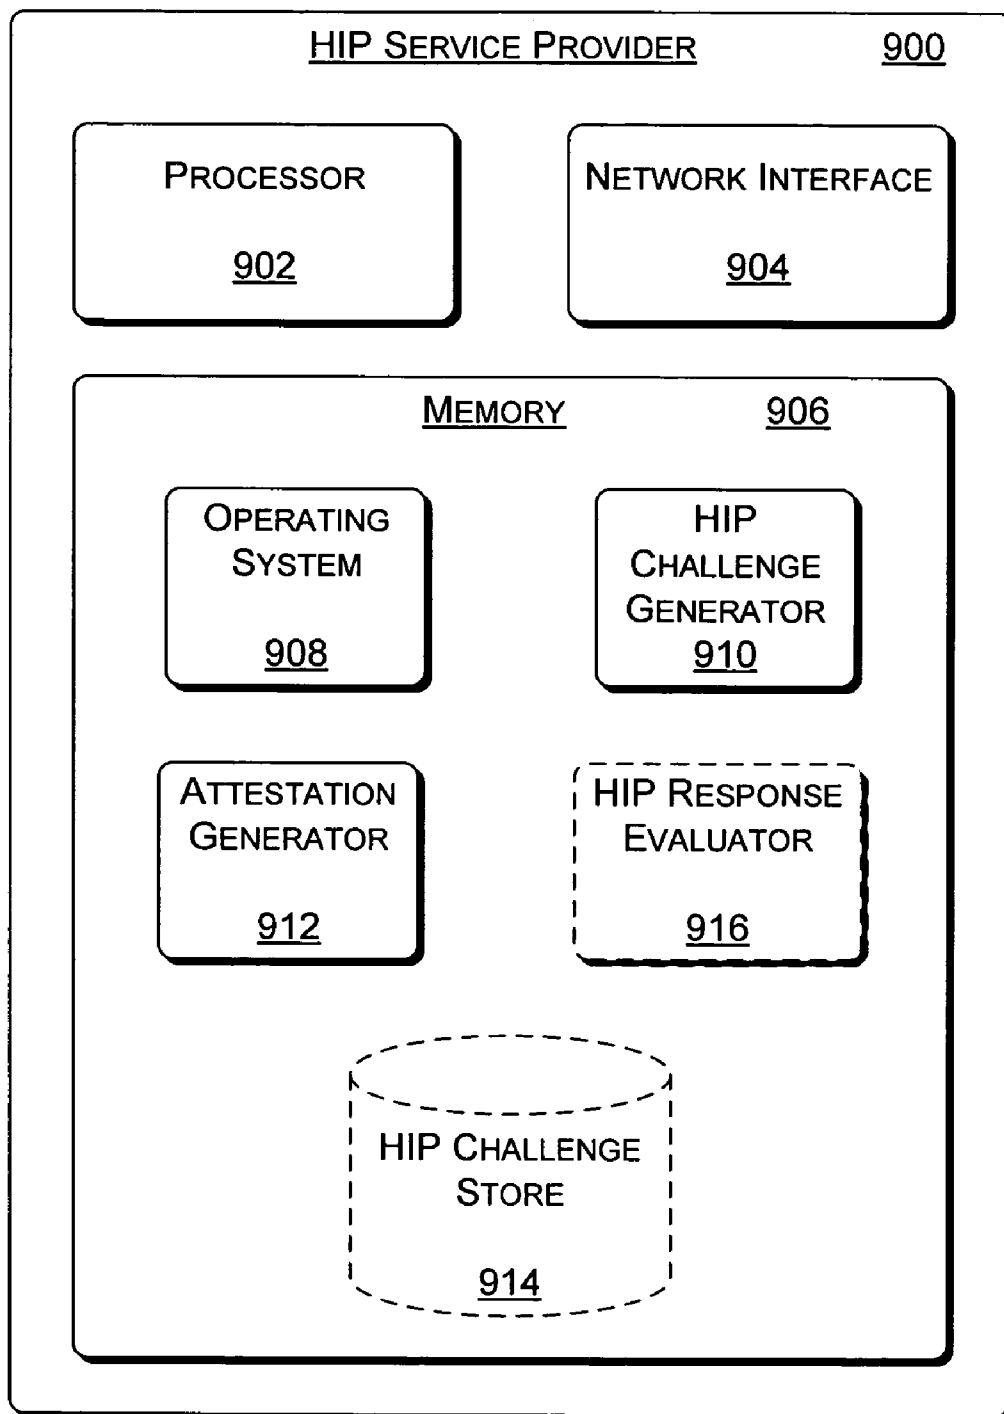 HIP SERVICE PROVIDER 900
PROCESSOR
902
NETWORK INTERFACE
904
MEMORY 906
OPERATING
SYSTEM
908
HIP
CHALLENGE
GENERATOR
910
ATTESTATION
GENERATOR
912
HIP RESPONSE
EVALUATOR
916
HIP CHALLENGE
STORE
914